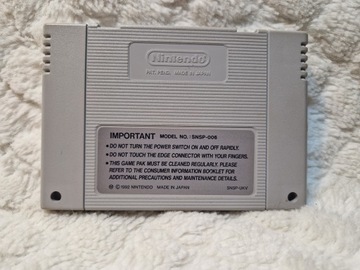 Nintendo
PAT. PEND. MADE IN JAPAN
IMPORTANT MODEL NO.: SNSP-006
• DO NOT TURN THE POWER SWITCH ON AND OFF RAPIDLY.
• DO NOT TOUCH THE EDGE CONNECTOR WITH YOUR FINGERS.
• THIS GAME PAK MUST BE CLEANED REGULARLY. PLEASE
REFER TO THE CONSUMER INFORMATION BOOKLET FOR
ADDITIONAL PRECAUTIONS AND MAINTENANCE DETAILS.
© 1992 NINTENDO MADE IN JAPAN